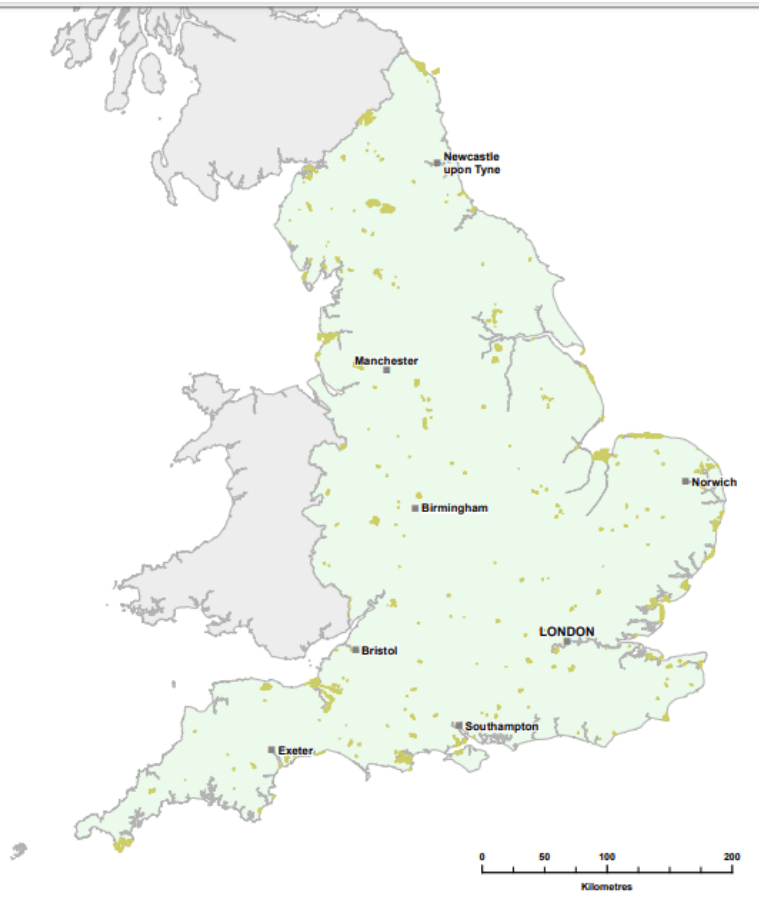 Newcastle
upon Tyne
Manchester
Norwich
Birmingham
LONDON
Bristol
Southampton
Exeter
0 50 100 200
Kilometres